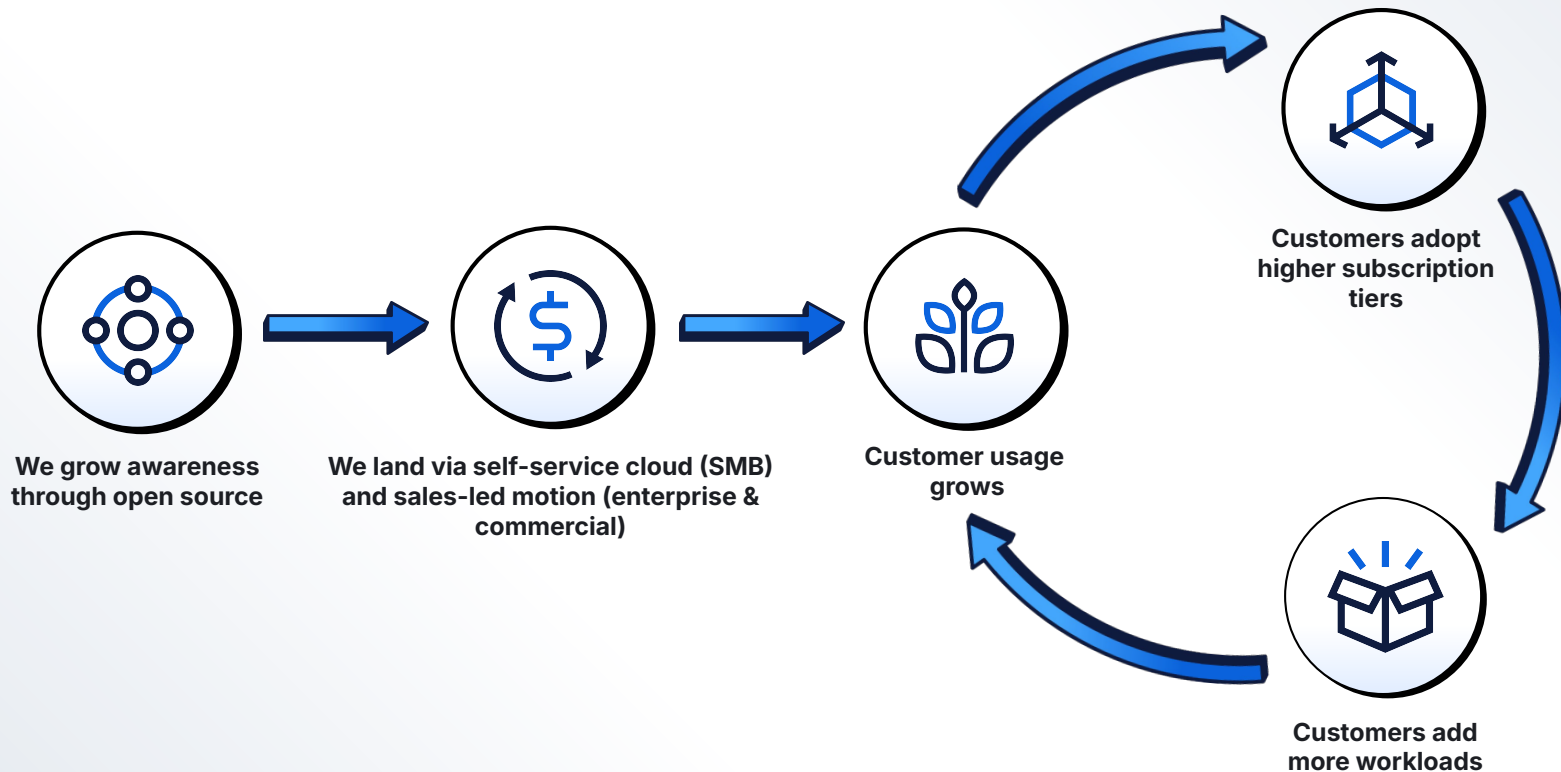 We grow awareness
through open source
We land via self-service cloud (SMB)
and sales-led motion (enterprise &
commercial)
Customer usage
grows
Customers adopt
higher subscription
tiers
Customers add
more workloads